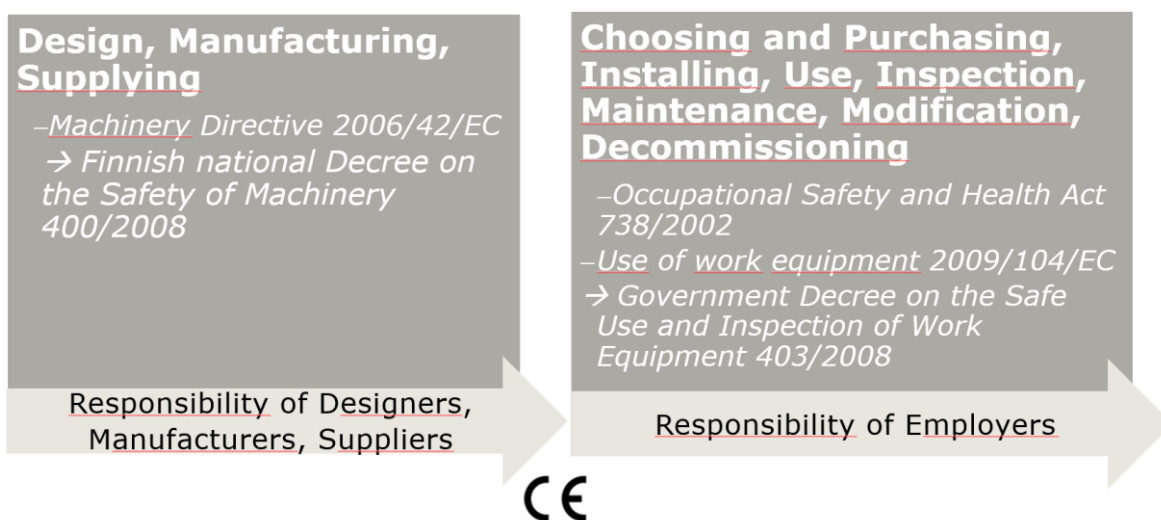 Design, Manufacturing,
Supplying
–Machinery Directive 2006/42/EC
→ Finnish national Decree on
the Safety of Machinery
400/2008
Responsibility of Designers,
Manufacturers, Suppliers
Choosing and Purchasing,
Installing, Use, Inspection,
Maintenance, Modification,
Decommissioning
–Occupational Safety and Health Act
738/2002
–Use of work equipment 2009/104/EC
→ Government Decree on the Safe
Use and Inspection of Work
Equipment 403/2008
Responsibility of Employers
CE